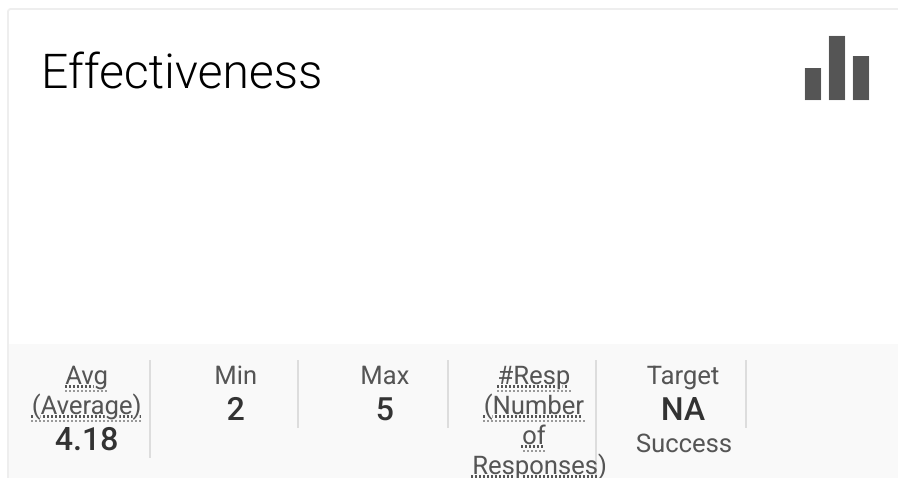 Effectiveness
Avg
(Average)
4.18
Min
2
Max
5
#Resp
(Number
of
Responses)
Target
NA
Success